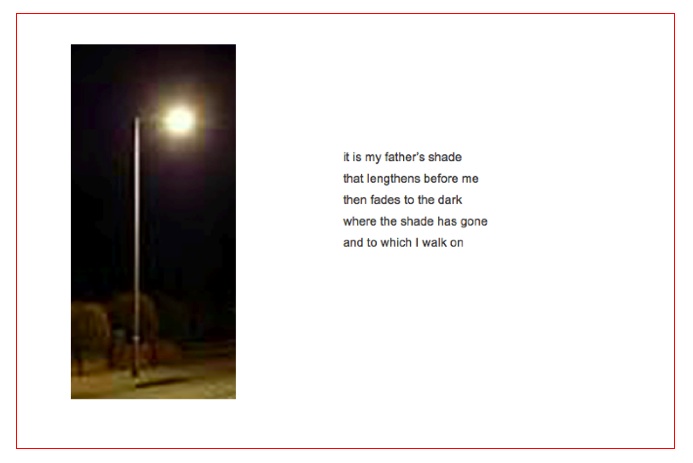 it is my father's shade
that lengthens before me
then fades to the dark
where the shade has gone
and to which I walk on